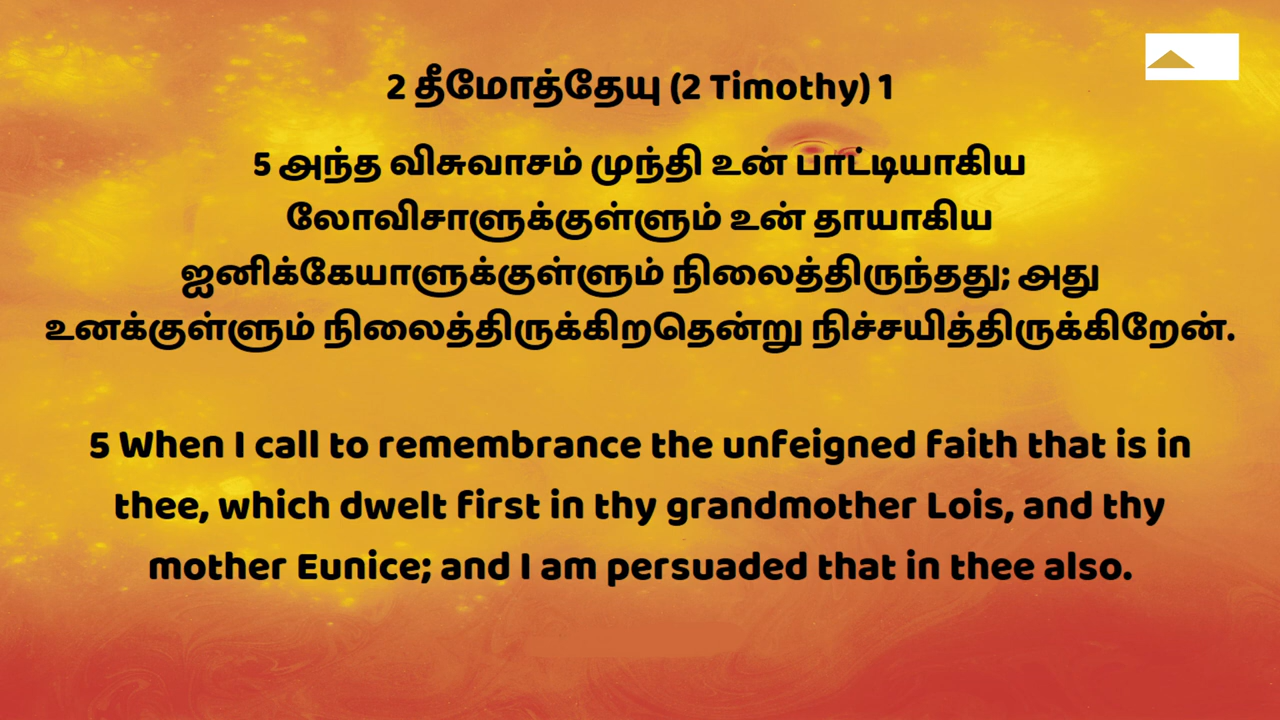 2 தீமோத்தேயு (2 Timothy) 1
5 அந்த விசுவாசம் முந்தி உன் பாட்டியாகிய
லோவிசாளுக்குள்ளும் உன் தாயாகிய
ஐனிக்கேயாளுக்குள்ளும் நிலைத்திருந்தது; அது
உனக்குள்ளும் நிலைத்திருக்கிறதென்று நிச்சயித்திருக்கிறேன்.
5 When I call to remembrance the unfeigned faith that is in
thee, which dwelt first in thy grandmother Lois, and thy
mother Eunice; and I am persuaded that in thee also.